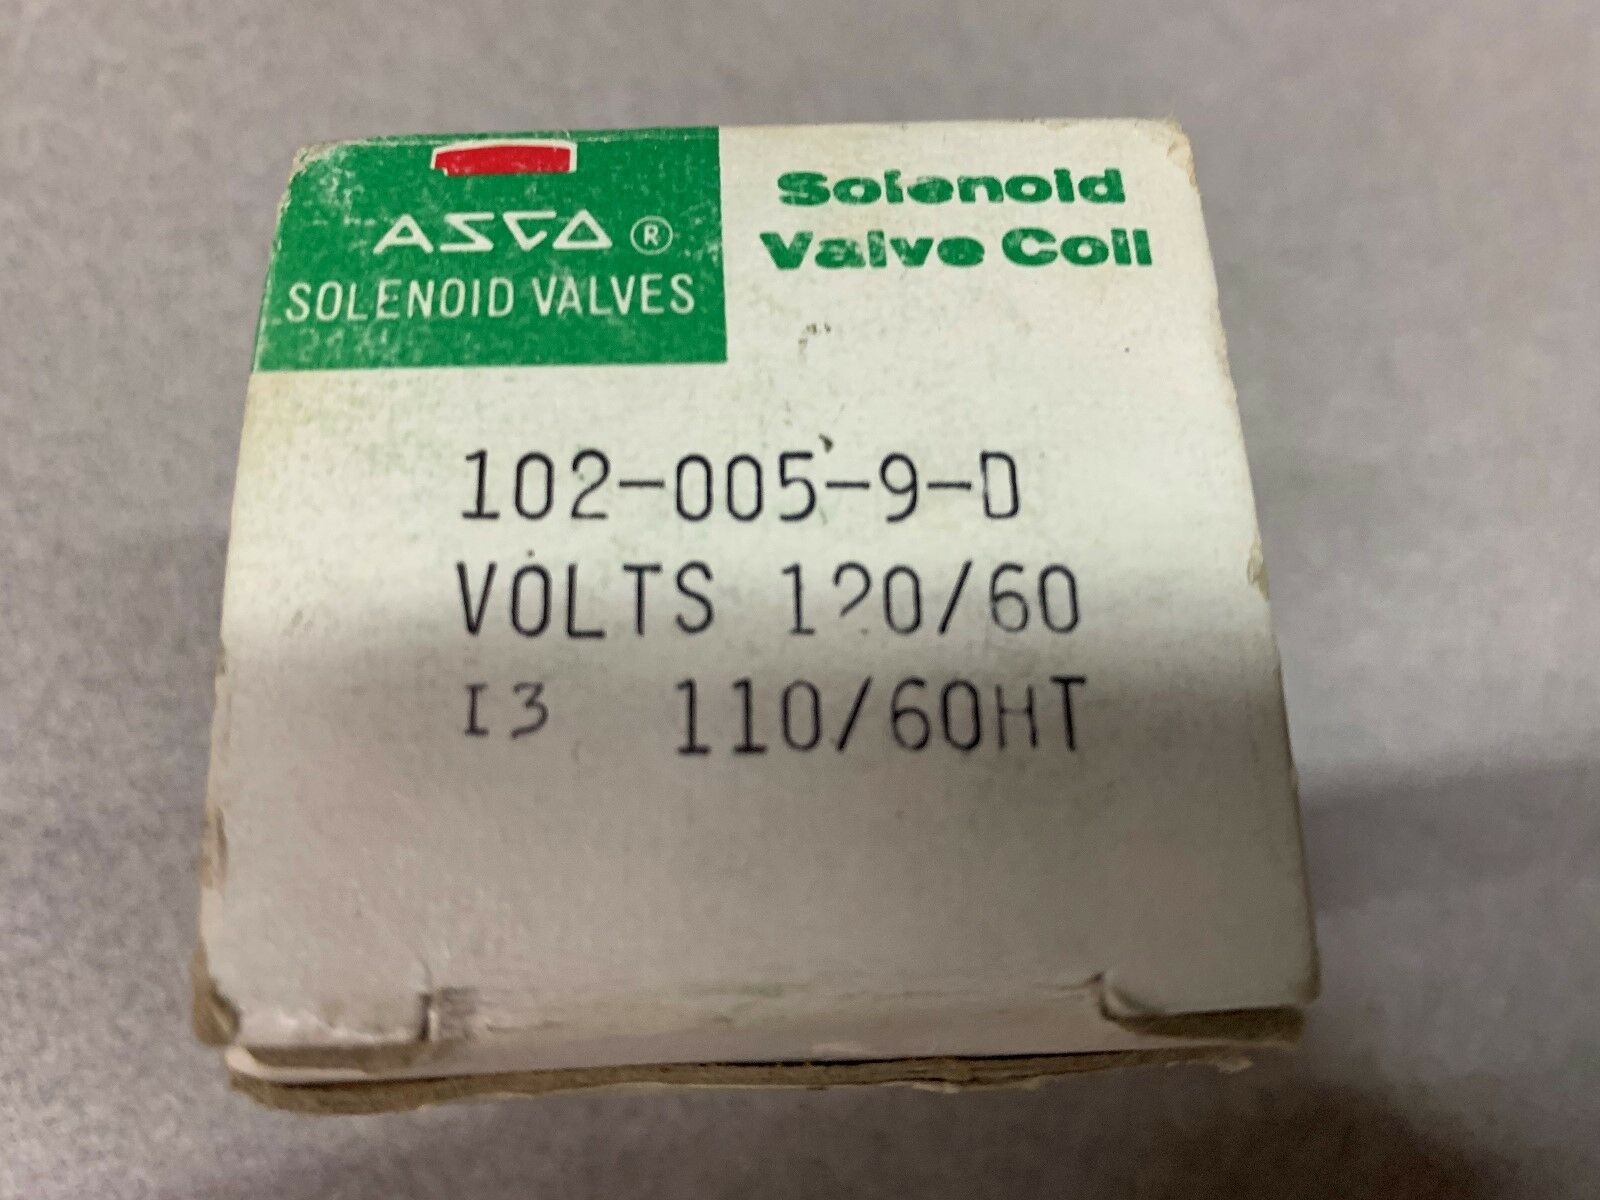 ASCO®
SOLENOID VALVES
Solenoid
Valve Coil
102-005-9-D
VOLTS 120/60
I3 110/60HT